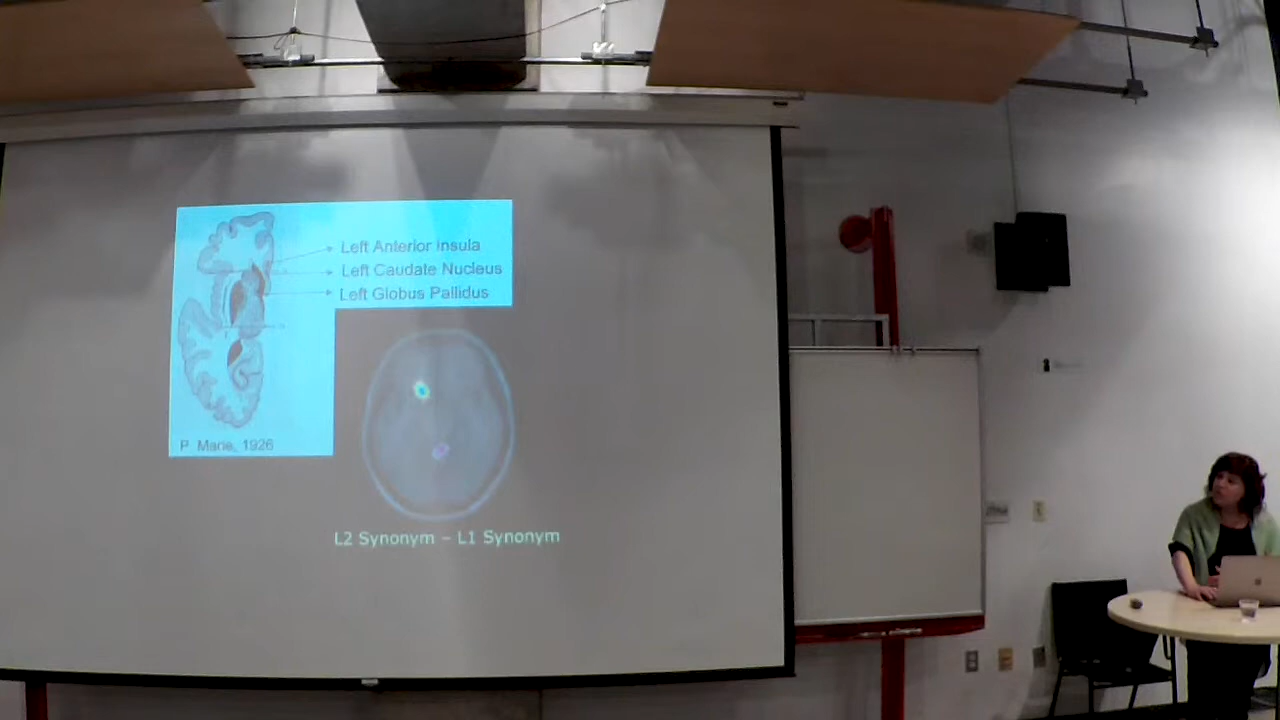 Left Anterior Insula
Left Caudate Nucleus
Left Globus Pallidus
P. Marie, 1926
L2 Synonym – L1 Synonym